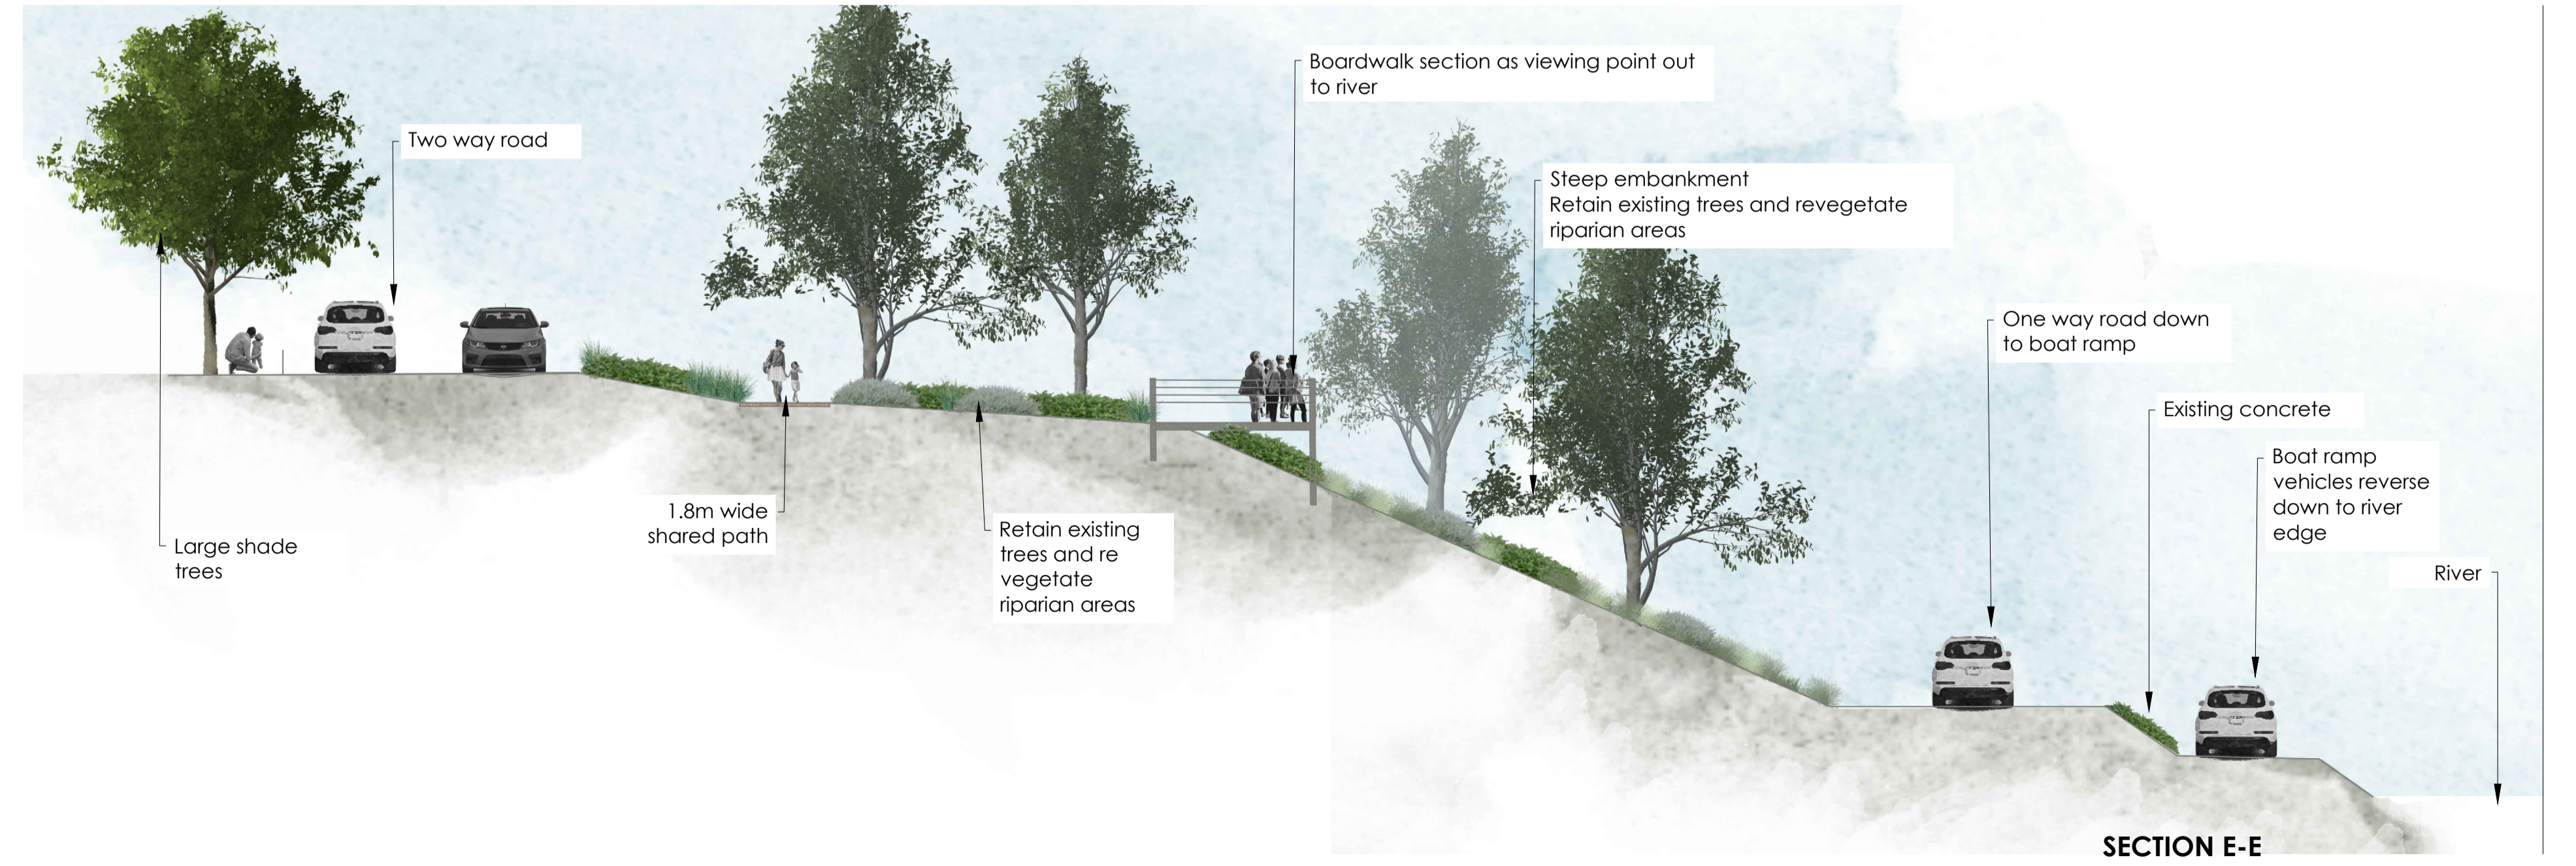 Boardwalk section as viewing point out
to river
Two way road
Steep embankment
Retain existing trees and revegetate
riparian areas
One way road down
to boat ramp
Existing concrete
Boat ramp
vehicles reverse
down to river
edge
1.8m wide
shared path
Retain existing
trees and re
vegetate
riparian areas
Large shade
trees
River
SECTION E-E